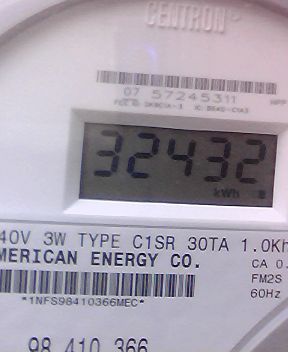 CENTRON
07 57245311
32432
kWh
40V 3W TYPE C1SR 30TA 1.0Kh
MERICAN ENERGY CO.
CA 0.
FM2S
60Hz
*1NFS98410366MEC*
98 410 366